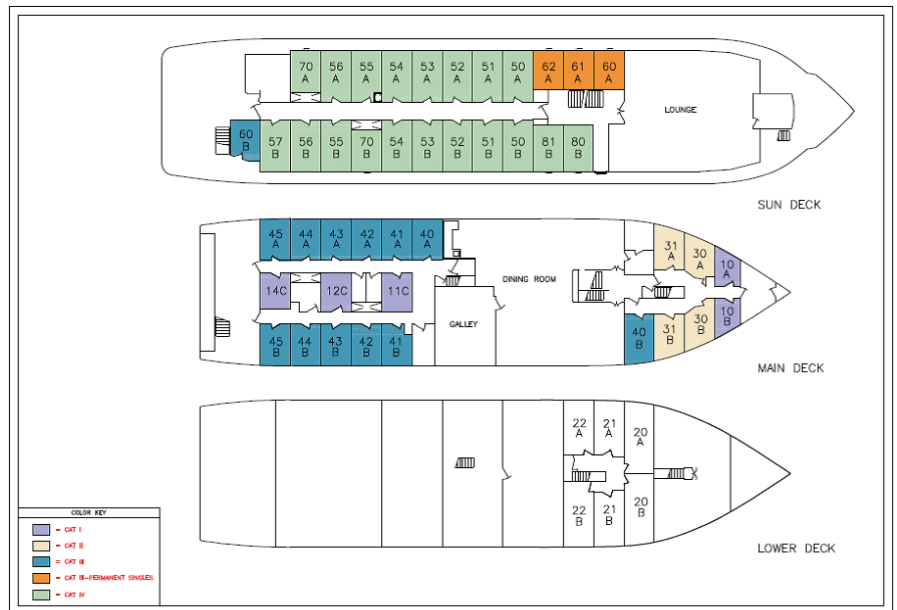 70 56 55 54 53 52 51 50 62 61 60
A A A A A A A A A A A
LOUNGE
60
B
57 56 55 70 54 53 52 51 50 81 80
B B B B B B B B B B B
SUN DECK
45 44 43 42 41 40
A A A A A A
31 30
A A
10
A
14C 12C 11C
DINING ROOM
GALLEY
10
B
45 44 43 42 41
B B B B B
40 31 30
B B B
MAIN DECK
22 21 20
A A A
22 21 20
B B B
LOWER DECK
COLOR KEY
= CAT I
= CAT II
= CAT III
= CAT III-PERMANENT SINGLES
= CAT IV